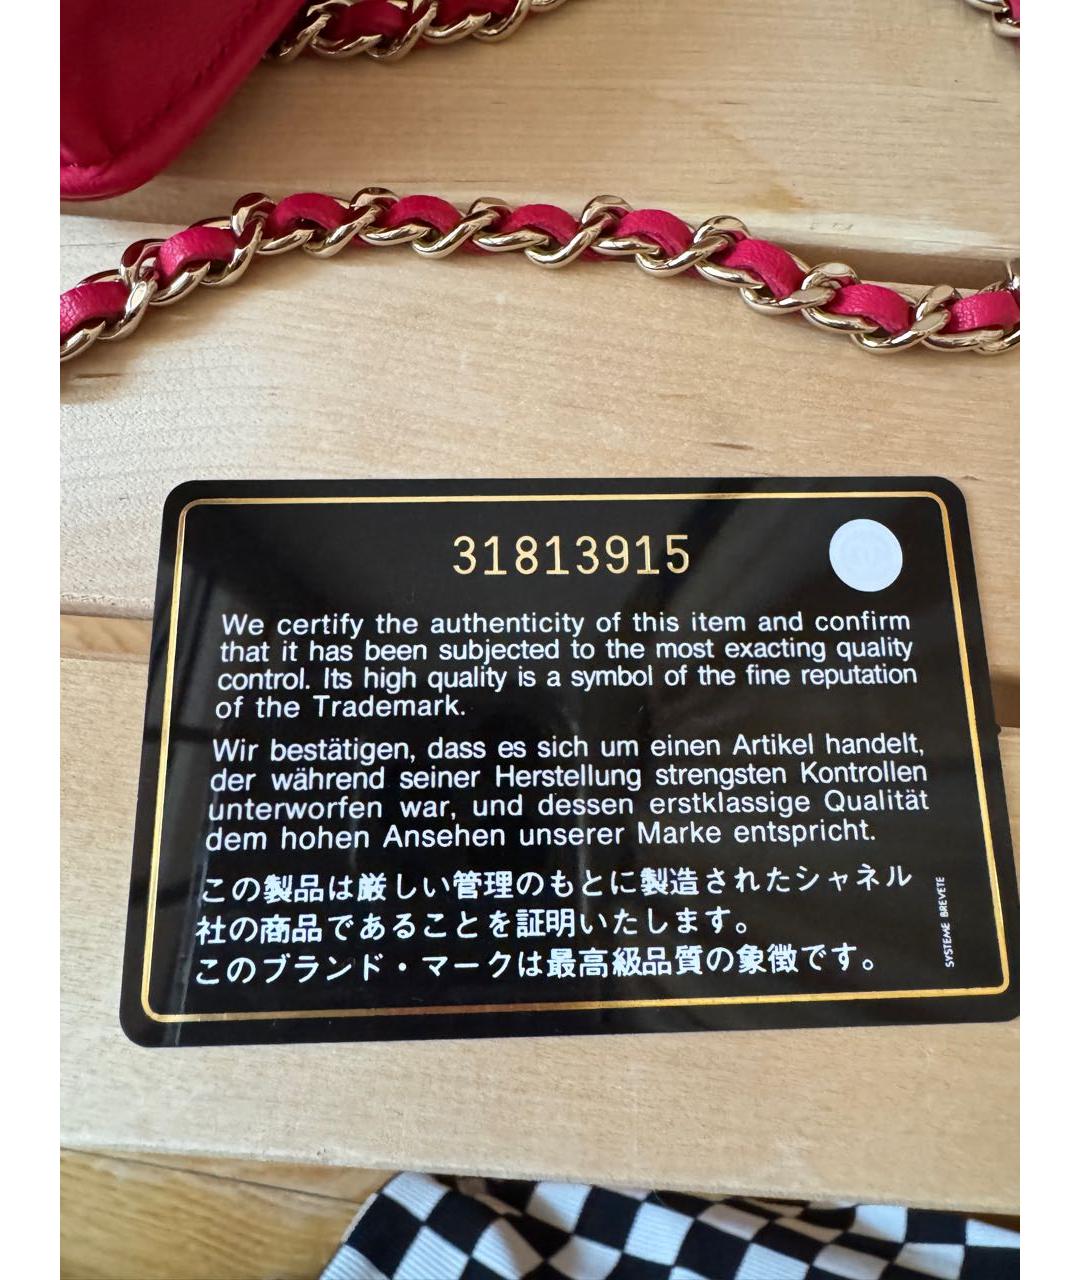 31813915
We certify the authenticity of this item and confirm
that it has been subjected to the most exacting quality
control. Its high quality is a symbol of the fine reputation
of the Trademark.
Wir bestätigen, dass es sich um einen Artikel handelt,
der während seiner Herstellung strengsten Kontrollen
unterworfen war, und dessen erstklassige Qualität
dem hohen Ansehen unserer Marke entspricht.
この製品は厳しい管理のもとに製造されたシャネル
社の商品であることを証明いたします。
このブランド・マークは最高級品質の象徴です。
SYSTEME BREVETE